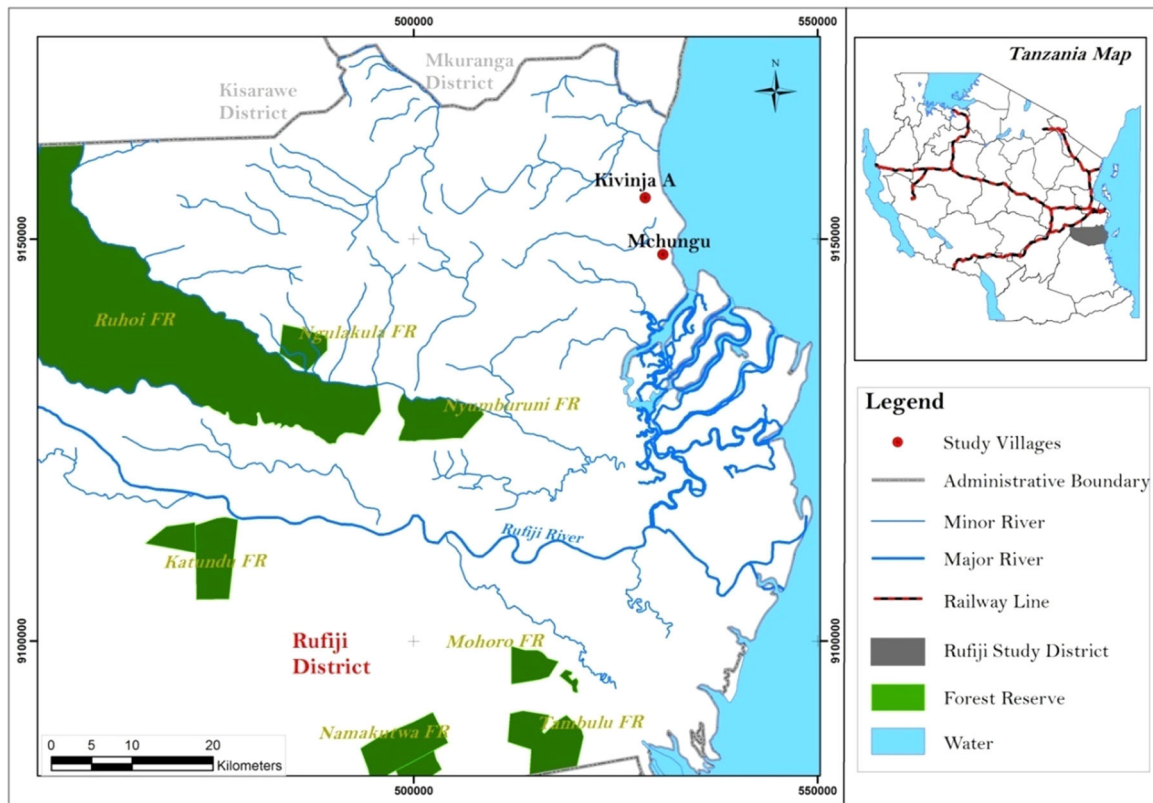 500000
550000
Mkuranga
District
Kisarawe
District
N
Tanzania Map
Kivinja A
9150000
Mchungu
9150000
Ruhoi FR
Ngulakula FR
Nyumburuni FR
Legend
Study Villages
Administrative Boundary
Minor River
Major River
Railway Line
Rufiji Study District
Forest Reserve
Water
Rufiji River
Katundu FR
9100000
Rufiji
District
Mohoro FR
9100000
Namakutwa FR
Tambulu FR
0 5 10 20
Kilometers
500000
550000